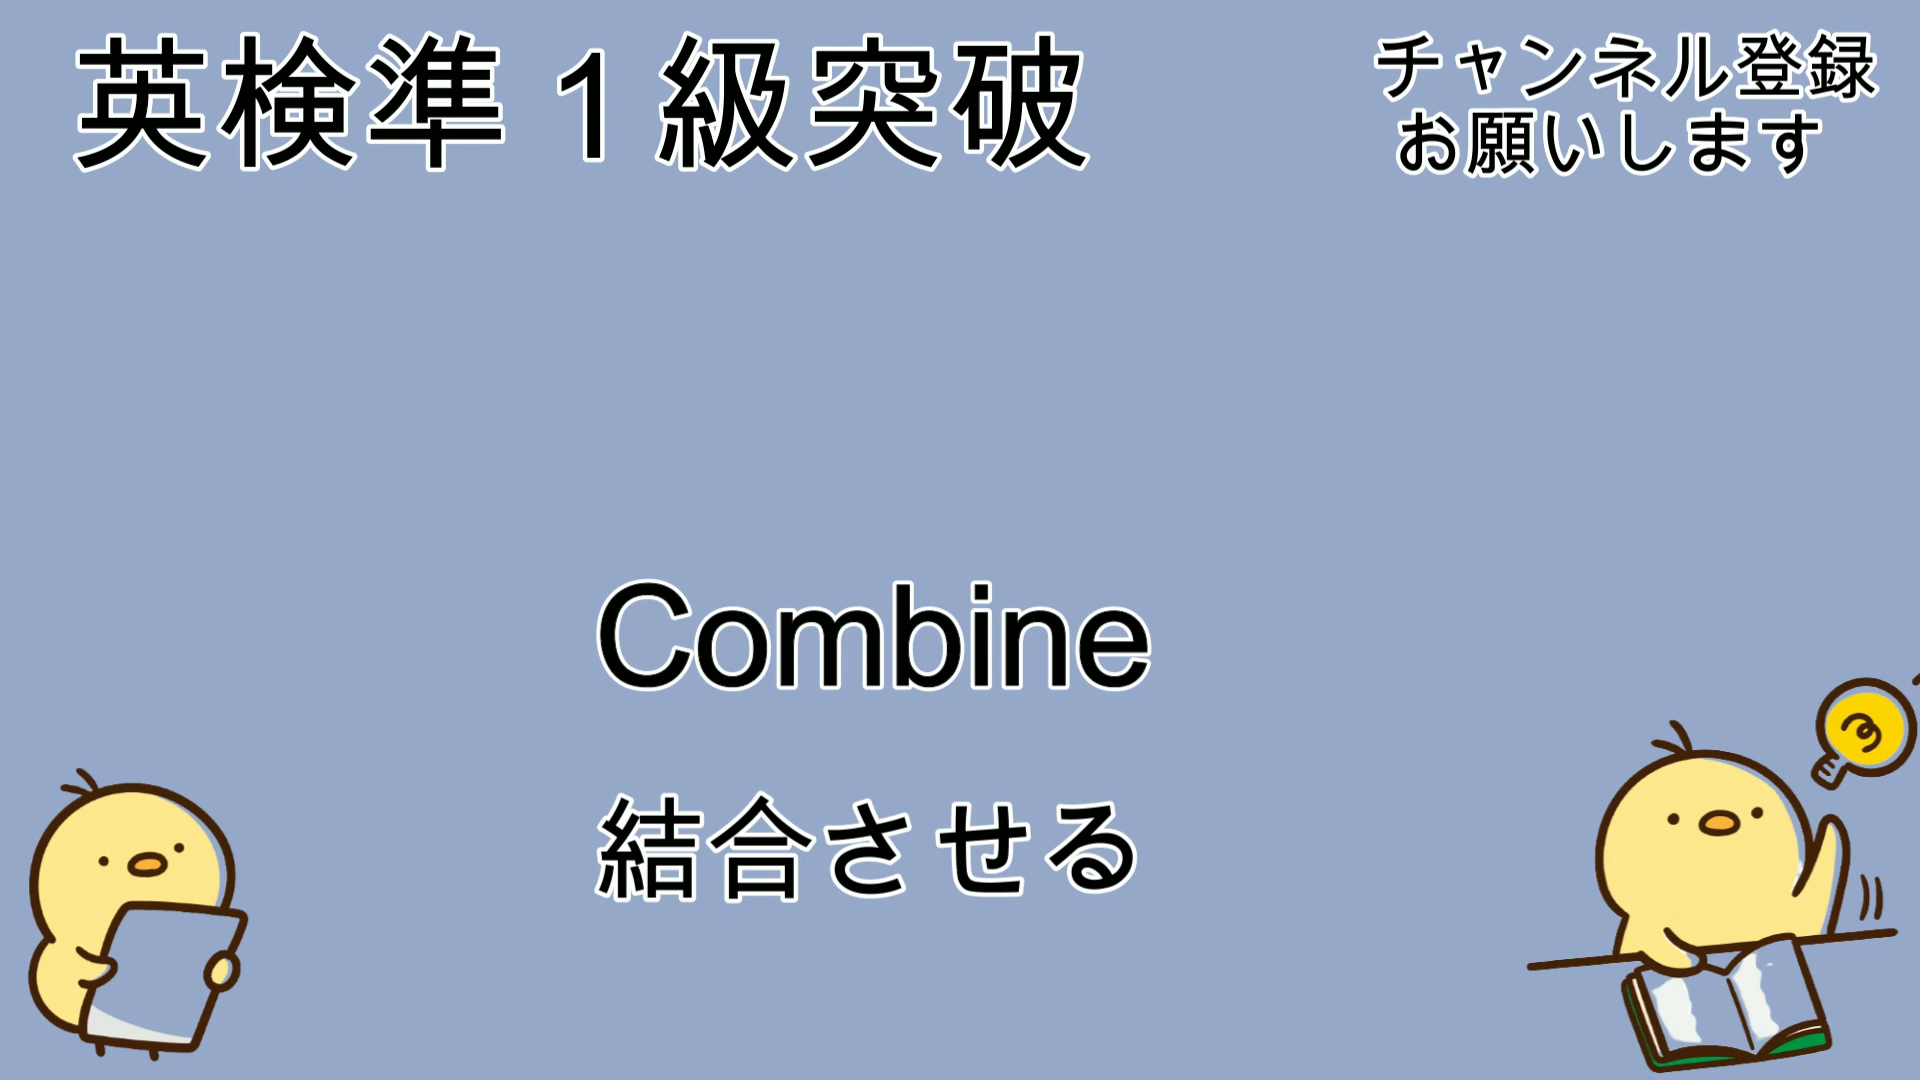 英検準１級突破
チャンネル登録
お願いします
Combine
結合させる